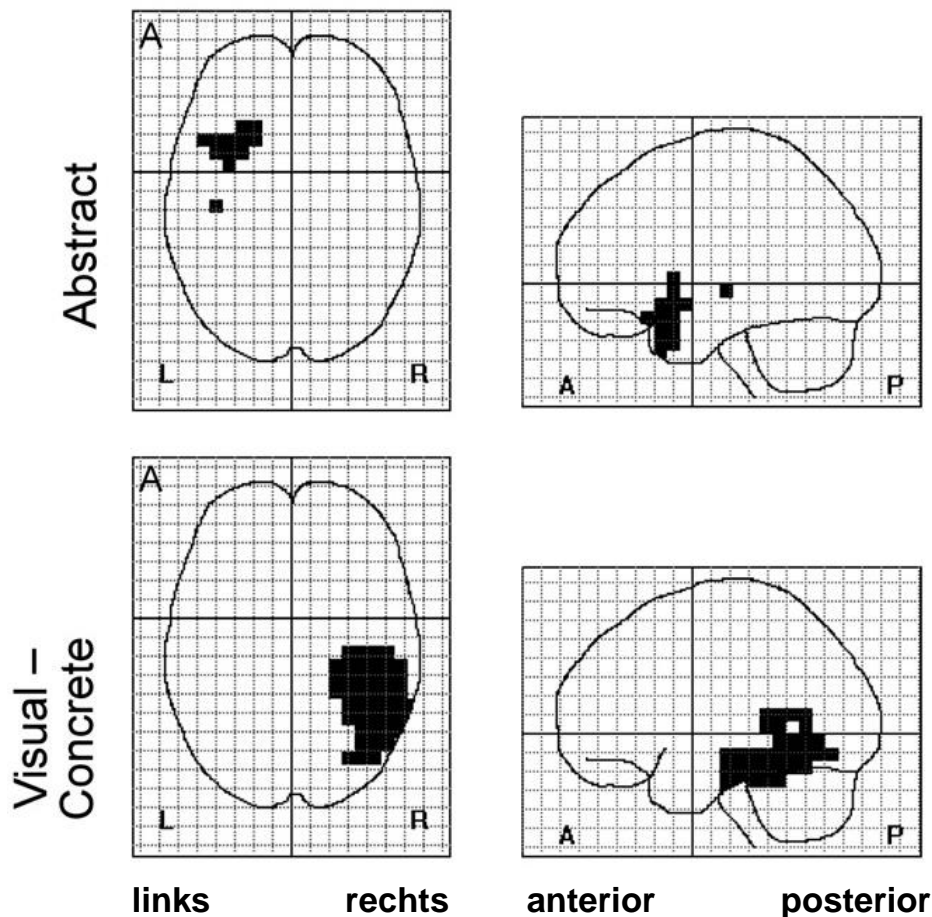 A
Abstract
L R
A P
A
Visual –
Concrete
L R
A P
links rechts anterior posterior